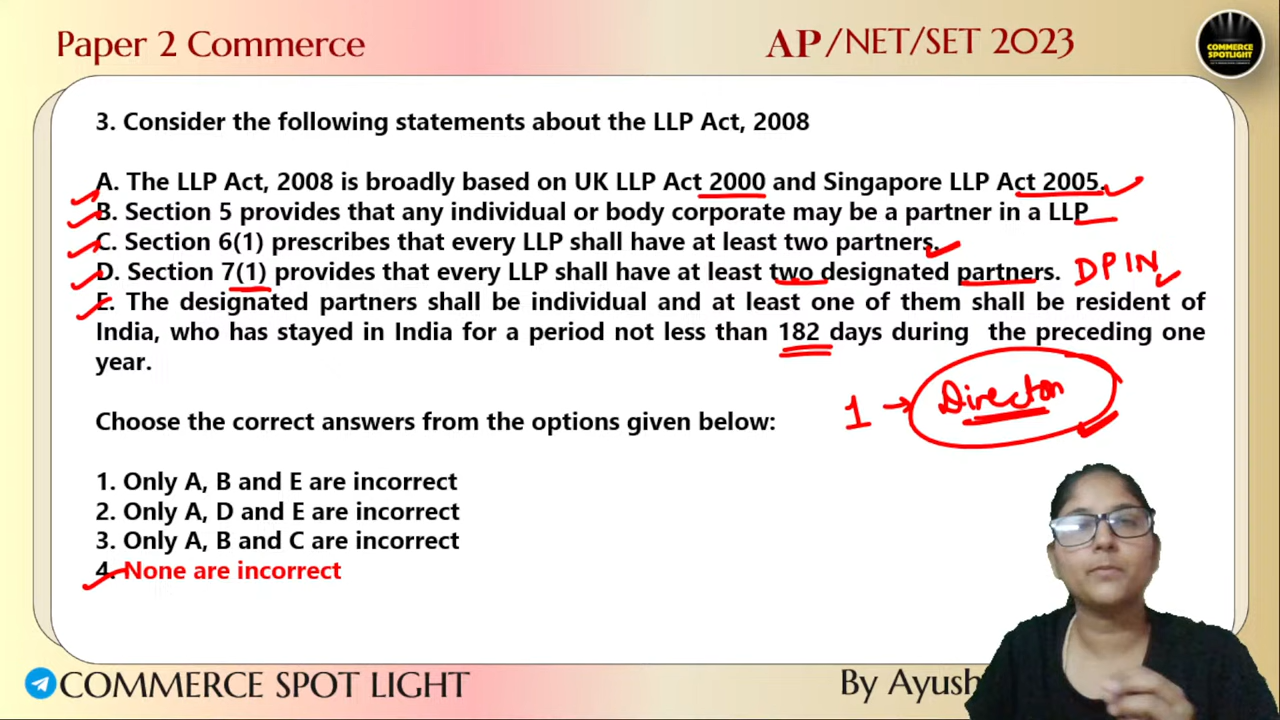 Paper 2 Commerce
AP/NET/SET 2023
COMMERCE
SPOTLIGHT
3. Consider the following statements about the LLP Act, 2008
A. The LLP Act, 2008 is broadly based on UK LLP Act 2000 and Singapore LLP Act 2005.
B. Section 5 provides that any individual or body corporate may be a partner in a LLP
C. Section 6(1) prescribes that every LLP shall have at least two partners.
D. Section 7(1) provides that every LLP shall have at least two designated partners. DPIN
E. The designated partners shall be individual and at least one of them shall be resident of
India, who has stayed in India for a period not less than 182 days during the preceding one
year.
1 → Director
Choose the correct answers from the options given below:
1. Only A, B and E are incorrect
2. Only A, D and E are incorrect
3. Only A, B and C are incorrect
4. None are incorrect
COMMERCE SPOT LIGHT
By Ayush